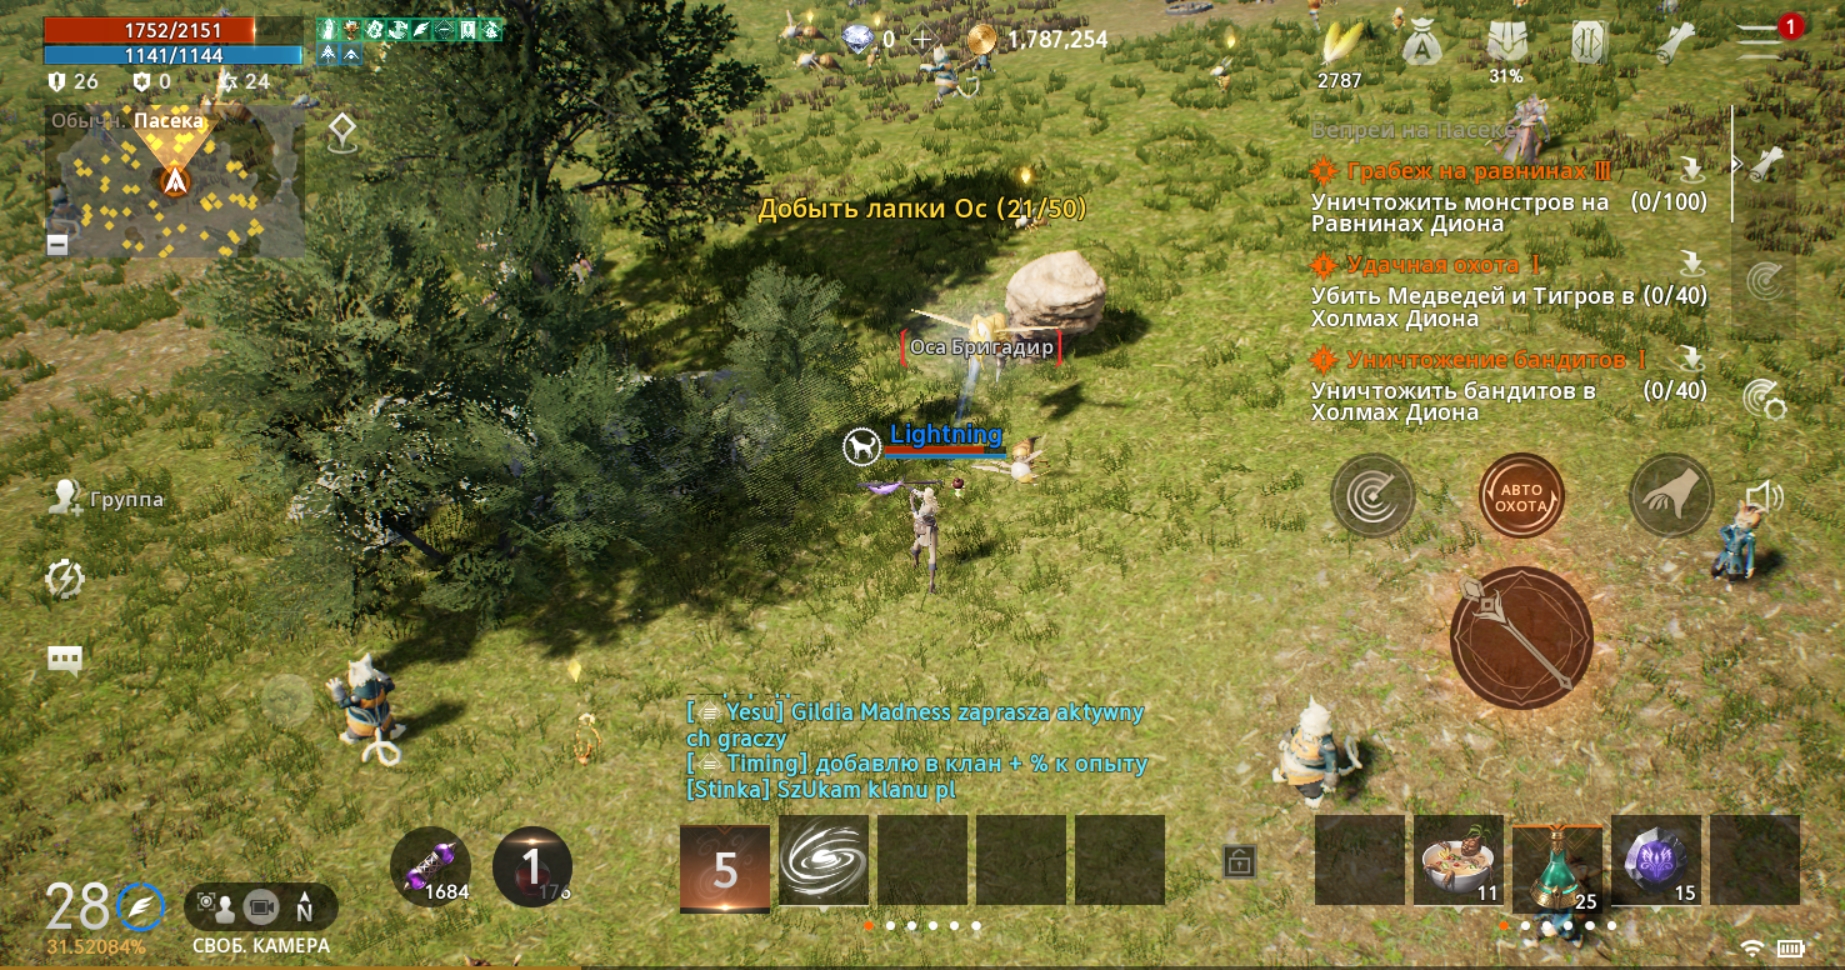 1752/2151
1141/1144
26
0
24
0
1,787,254
2787
31%
1
Обычн. Пасека
Вепрей на Пасеке
Грабеж на равнинах III
Уничтожить монстров на (0/100)
Равнинах Диона
Добыть лапки Ос (21/50)
Удачная охота I
Убить Медведей и Тигров в (0/40)
Холмах Диона
Оса Бригадир
Уничтожение бандитов I
Уничтожить бандитов в (0/40)
Холмах Диона
Lightning
Группа
АВТО
ОХОТА
[Yesu] Gildia Madness zaprasza aktywny
ch graczy
[Timing] добавлю в клан + % к опыту
[Stinka] SzUkam klanu pl
1684
1
176
5
11
25
15
28
31.52084%
N
СВОБ. КАМЕРА